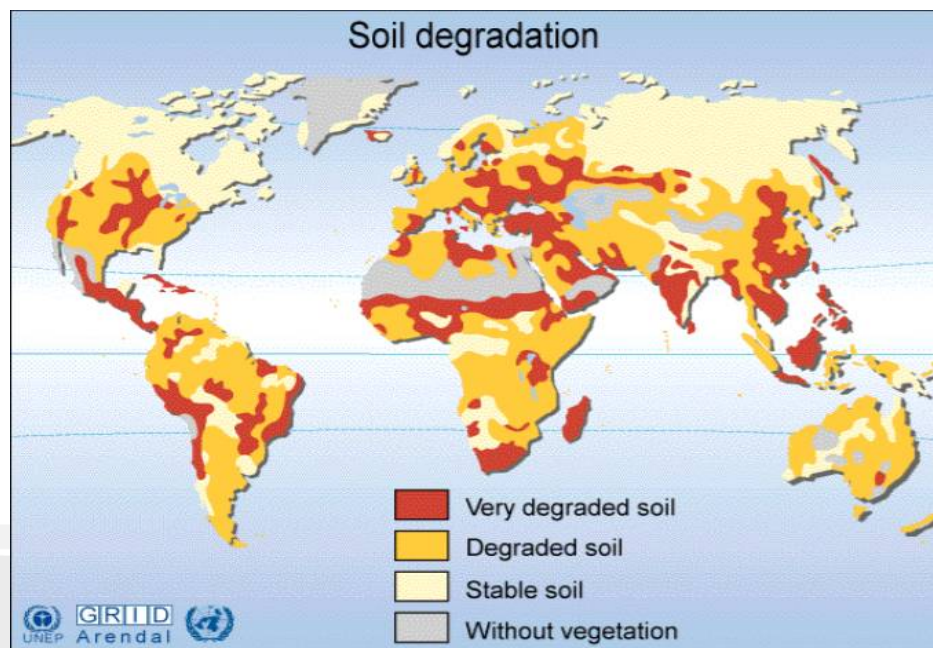 Soil degradation
Very degraded soil
Degraded soil
Stable soil
Without vegetation
UNEP
GRID
Arendal